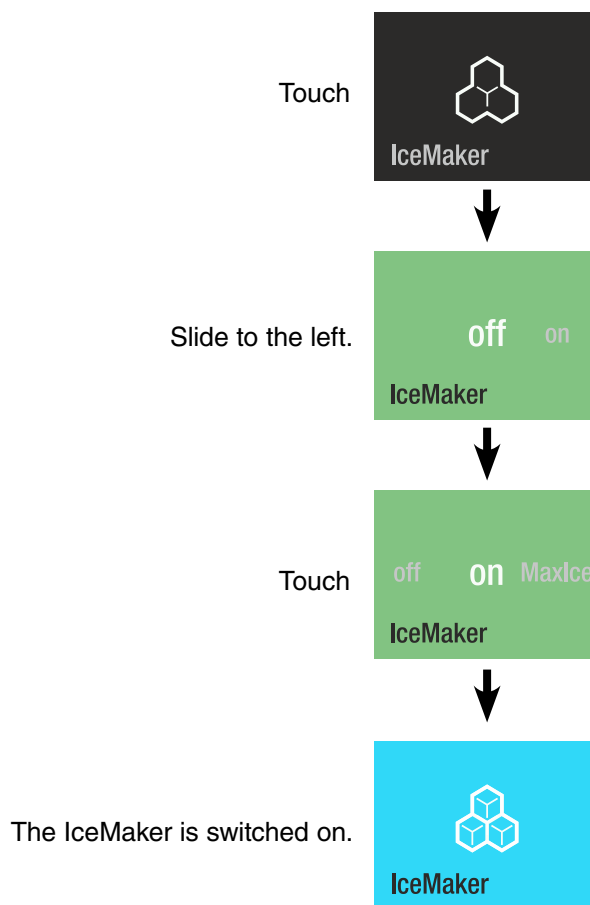 Touch
IceMaker
Slide to the left.
off on
IceMaker
Touch
off on MaxIce
IceMaker
The IceMaker is switched on.
IceMaker